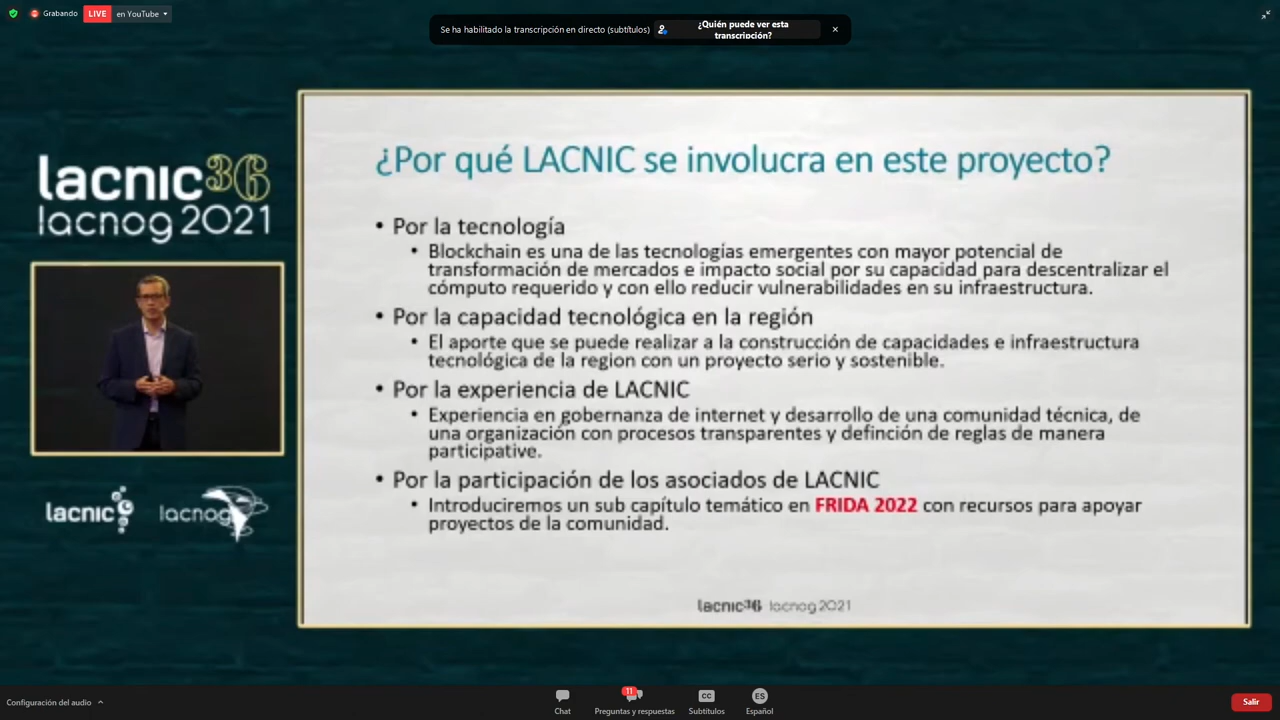 Grabando
LIVE
en YouTube
Se ha habilitado la transcripción en directo (subtítulos)
¿Quién puede ver esta
transcripción?
lacnic36
lacnog 2021
¿Por qué LACNIC se involucra en este proyecto?
• Por la tecnología
• Blockchain es una de las tecnologías emergentes con mayor potencial de
transformación de mercados e impacto social por su capacidad para descentralizar el
cómputo requerido y con ello reducir vulnerabilidades en su infraestructura.
• Por la capacidad tecnológica en la región
• El aporte que se puede realizar a la construcción de capacidades e infraestructura
tecnológica de la region con un proyecto serio y sostenible.
• Por la experiencia de LACNIC
• Experiencia en gobernanza de internet y desarrollo de una comunidad técnica, de
una organización con procesos transparentes y definción de reglas de manera
participative.
• Por la participación de los asociados de LACNIC
• Introduciremos un sub capítulo temático en FRIDA 2022 con recursos para apoyar
proyectos de la comunidad.
lacnic
lacnog
lacnic36 lacnog 2021
Configuración del audio
Chat
11
Preguntas y respuestas
CC
Subtítulos
ES
Español
Salir